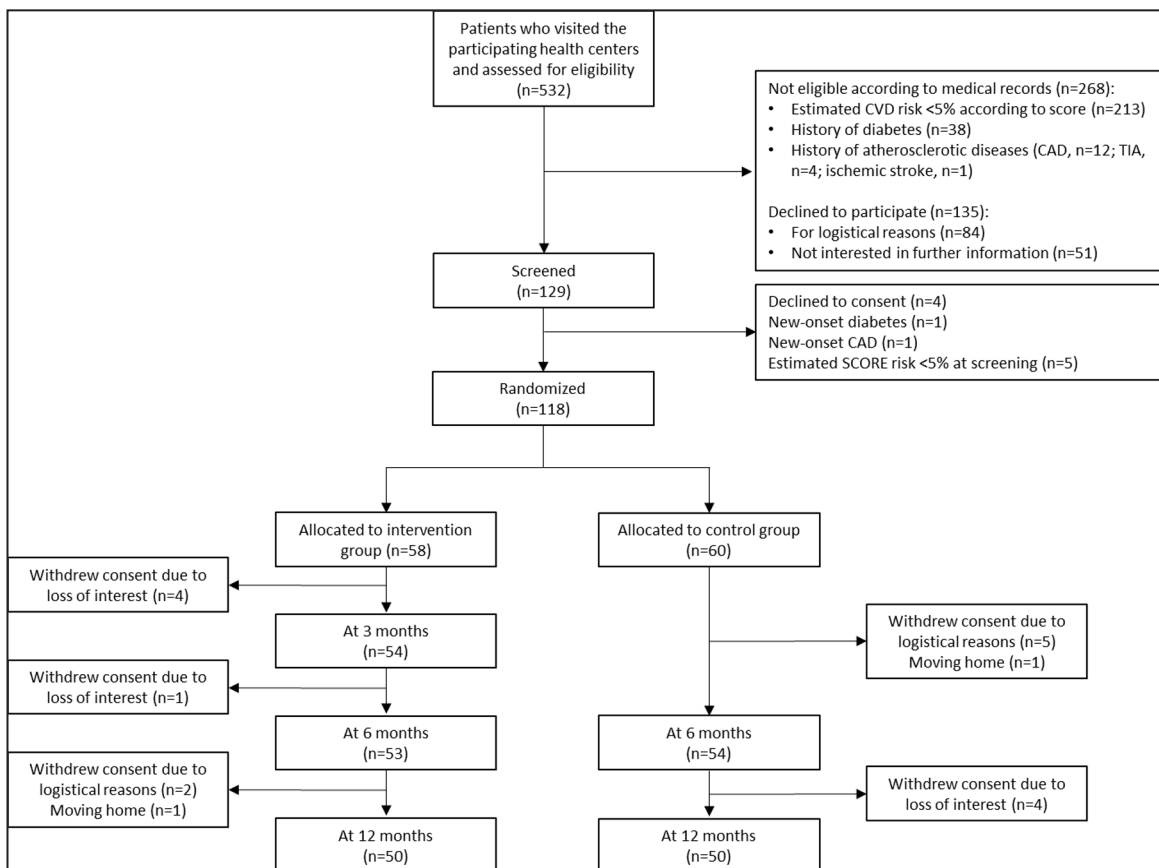 Patients who visited the
participating health centers
and assessed for eligibility
(n=532)
Not eligible according to medical records (n=268):
• Estimated CVD risk <5% according to score (n=213)
• History of diabetes (n=38)
• History of atherosclerotic diseases (CAD, n=12; TIA,
n=4; ischemic stroke, n=1)
Declined to participate (n=135):
• For logistical reasons (n=84)
• Not interested in further information (n=51)
Screened
(n=129)
Declined to consent (n=4)
New-onset diabetes (n=1)
New-onset CAD (n=1)
Estimated SCORE risk <5% at screening (n=5)
Randomized
(n=118)
Allocated to intervention
group (n=58)
Allocated to control group
(n=60)
Withdrew consent due to
loss of interest (n=4)
At 3 months
(n=54)
Withdrew consent due to
logistical reasons (n=5)
Moving home (n=1)
Withdrew consent due to
loss of interest (n=1)
At 6 months
(n=53)
At 6 months
(n=54)
Withdrew consent due to
logistical reasons (n=2)
Moving home (n=1)
Withdrew consent due to
loss of interest (n=4)
At 12 months
(n=50)
At 12 months
(n=50)